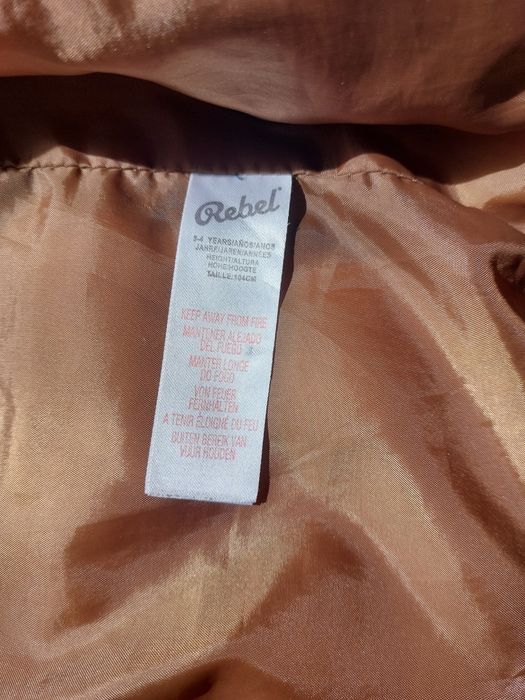 Rebel
3-4 YEARS/AÑOS/ANOS
JAHRE/JAREN/ANNÉES
HEIGHT/ALTURA
HÖHE/HOOGTE
TAILLE:104CM
KEEP AWAY FROM FIRE
MANTENER ALEJADO
DEL FUEGO
MANTER LONGE
DO FOGO
VON FEUER
FERNHALTEN
A TENIR ÉLOIGNÉ DU FEU
BUITEN BEREIK VAN
VUUR HOUDEN